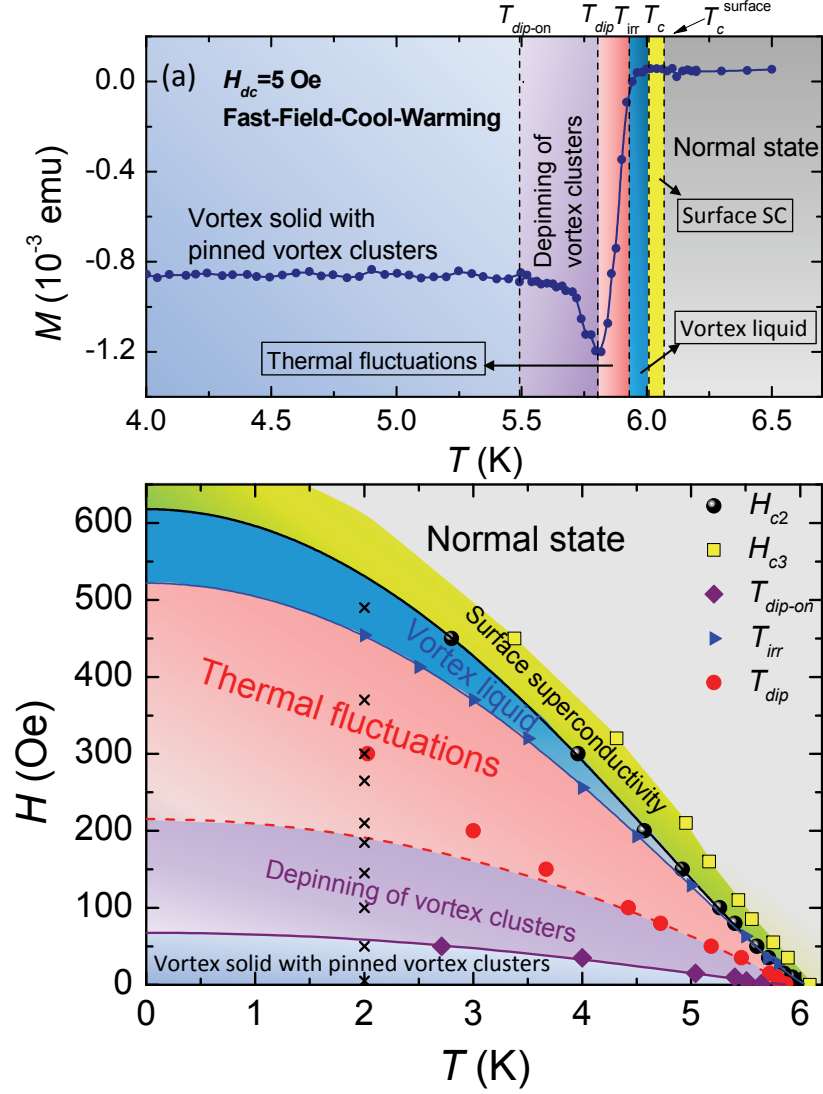 T_dip-on T_dip T_irr T_c T_c^surface
(a) H_dc=5 Oe
Fast-Field-Cool-Warming
0.0
-0.4
-0.8
-1.2
M (10^-3 emu)
Vortex solid with
pinned vortex clusters
Depinning of
vortex clusters
Normal state
Surface SC
Vortex liquid
Thermal fluctuations
4.0 4.5 5.0 5.5 6.0 6.5
T (K)
600
500
400
300
200
100
0
H (Oe)
Normal state
H_c2
H_c3
T_dip-on
T_irr
T_dip
Surface superconductivity
Vortex liquid
Thermal fluctuations
Depinning of vortex clusters
Vortex solid with pinned vortex clusters
0 1 2 3 4 5 6
T (K)